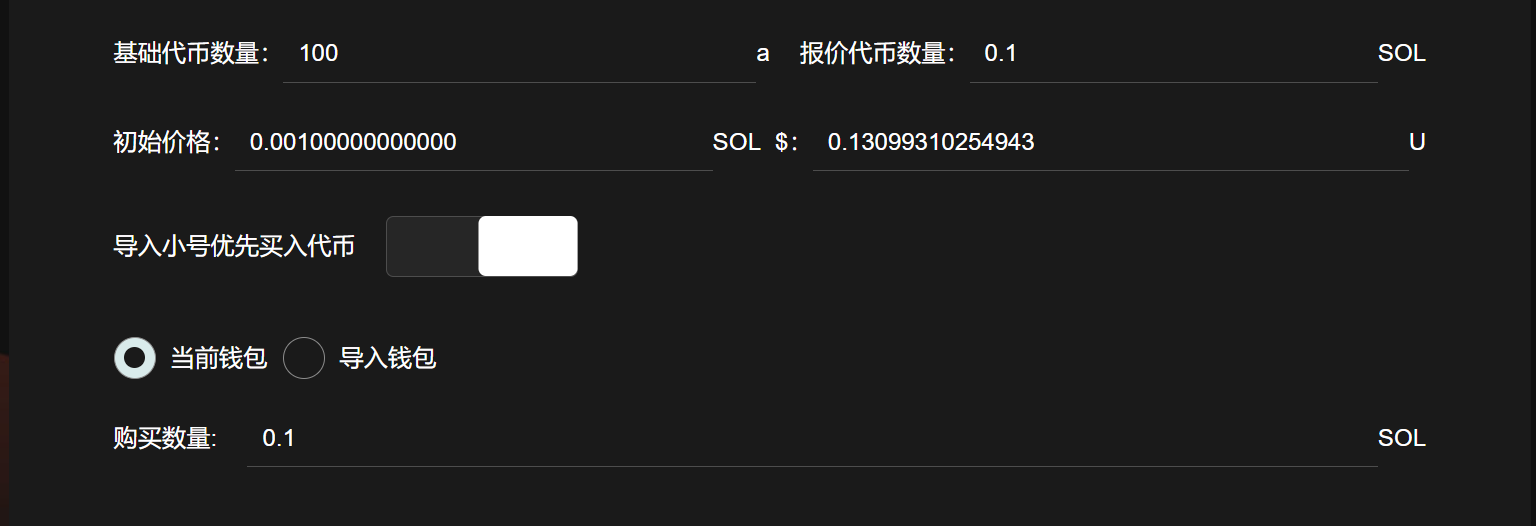 基础代币数量： 100 a 报价代币数量： 0.1 SOL
初始价格： 0.00100000000000 SOL $： 0.13099310254943 U
导入小号优先买入代币
当前钱包 导入钱包
购买数量: 0.1 SOL